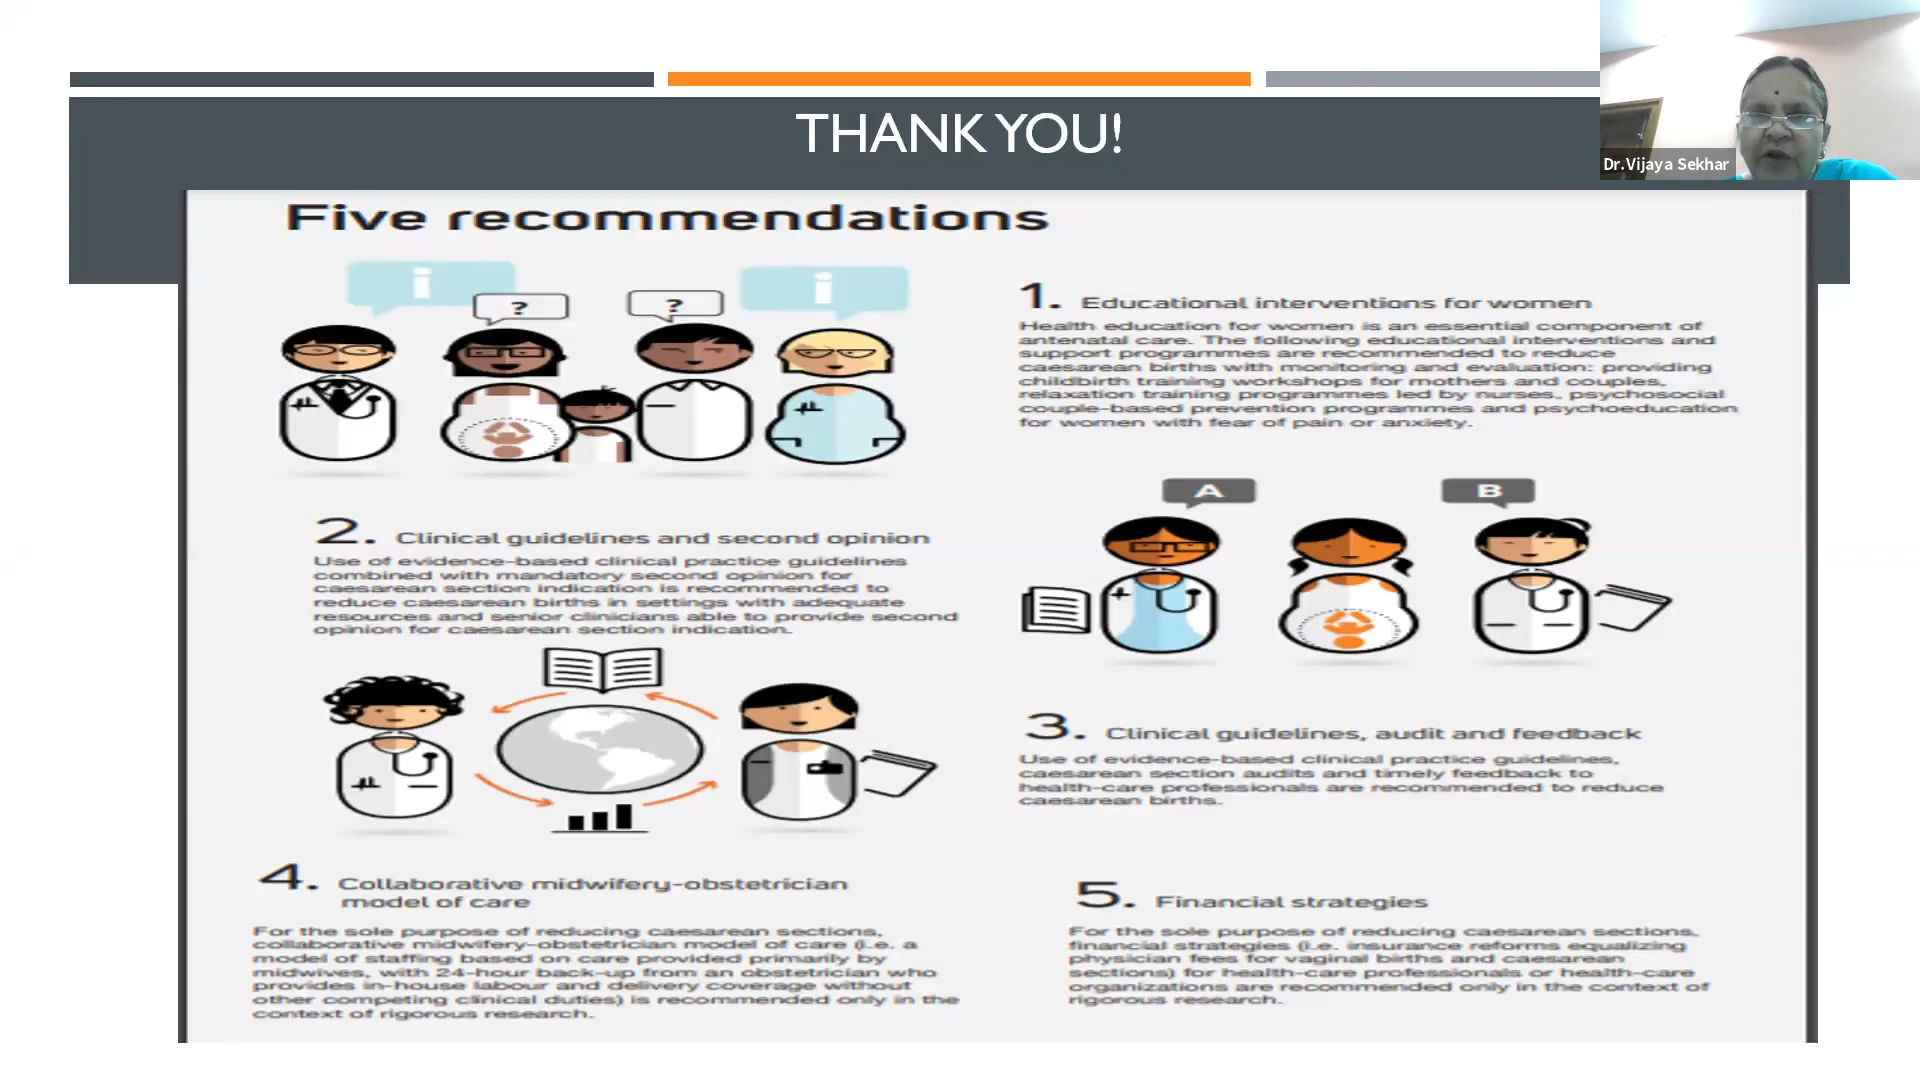 THANK YOU!
Dr.Vijaya Sekhar
Five recommendations
i
?
?
i
1. Educational interventions for women
Health education for women is an essential component of
antenatal care. The following educational interventions and
support programmes are recommended to reduce
caesarean births with monitoring and evaluation: providing
childbirth training workshops for mothers and couples,
relaxation training programmes led by nurses, psychosocial
couple-based prevention programmes and psychoeducation
for women with fear of pain or anxiety.
A
B
2. Clinical guidelines and second opinion
Use of evidence-based clinical practice guidelines
combined with mandatory second opinion for
caesarean section indication is recommended to
reduce caesarean births in settings with adequate
resources and senior clinicians able to provide second
opinion for caesarean section indication.
3. Clinical guidelines, audit and feedback
Use of evidence-based clinical practice guidelines,
caesarean section audits and timely feedback to
health-care professionals are recommended to reduce
caesarean births.
4. Collaborative midwifery-obstetrician
model of care
For the sole purpose of reducing caesarean sections,
collaborative midwifery-obstetrician model of care (i.e. a
model of staffing based on care provided primarily by
midwives, with 24-hour back-up from an obstetrician who
provides in-house labour and delivery coverage without
other competing clinical duties) is recommended only in the
context of rigorous research.
5. Financial strategies
For the sole purpose of reducing caesarean sections,
financial strategies (i.e. insurance reforms equalizing
physician fees for vaginal births and caesarean
sections) for health-care professionals or health-care
organizations are recommended only in the context of
rigorous research.